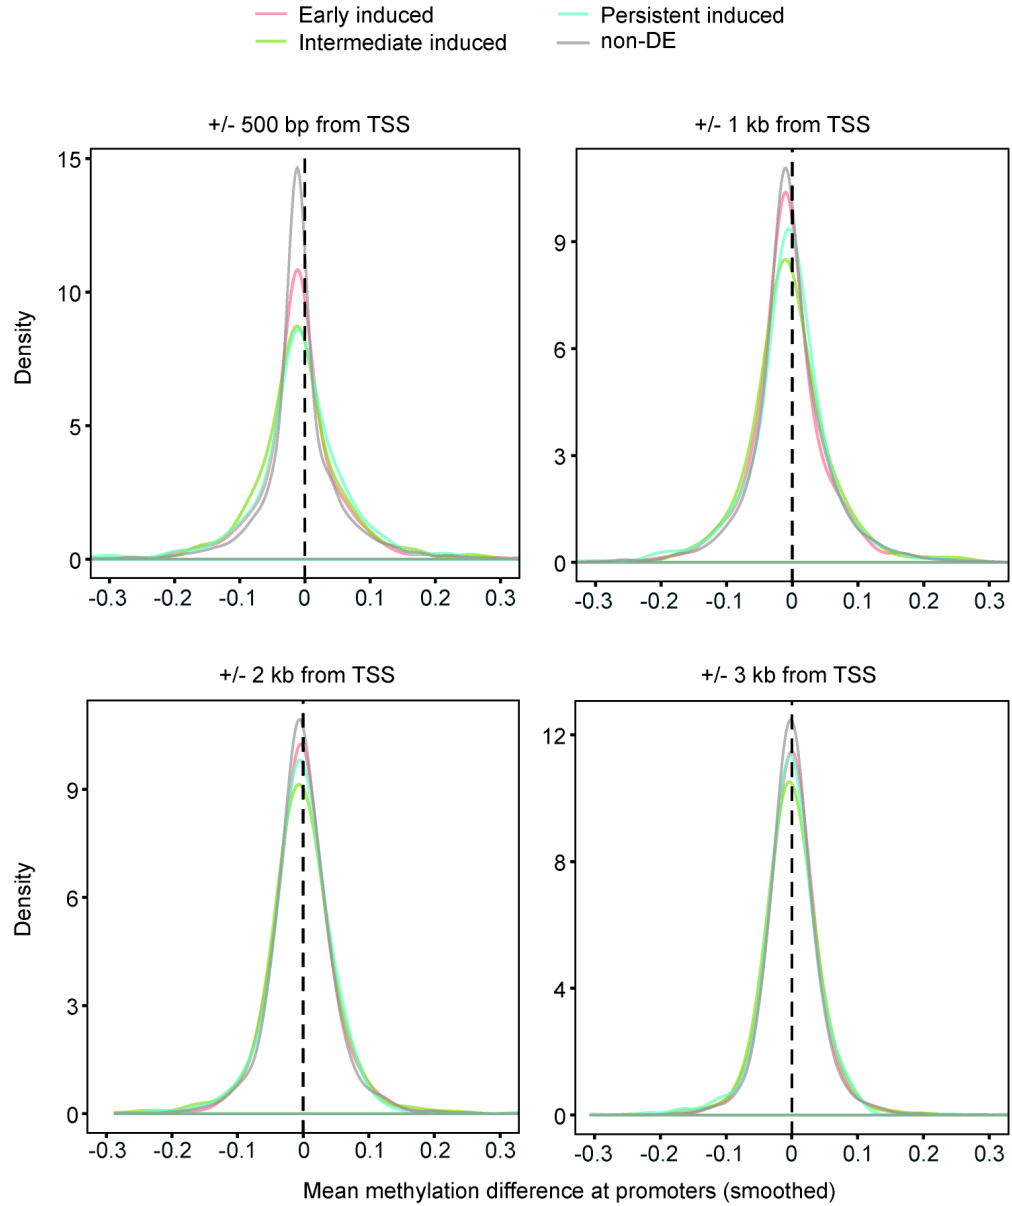 Early induced
Persistent induced
Intermediate induced
non-DE
+/- 500 bp from TSS
+/- 1 kb from TSS
15
10
5
0
Density
9
6
3
0
-0.3 -0.2 -0.1 0 0.1 0.2 0.3
-0.3 -0.2 -0.1 0 0.1 0.2 0.3
+/- 2 kb from TSS
+/- 3 kb from TSS
9
6
3
0
Density
12
8
4
0
-0.3 -0.2 -0.1 0 0.1 0.2 0.3
-0.3 -0.2 -0.1 0 0.1 0.2 0.3
Mean methylation difference at promoters (smoothed)